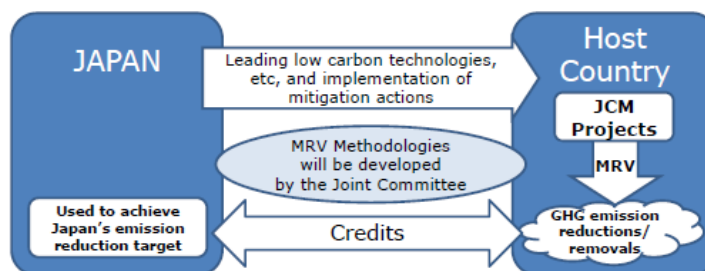 JAPAN
Leading low carbon technologies,
etc, and implementation of
mitigation actions
Host
Country
JCM
Projects
MRV
MRV Methodologies
will be developed
by the Joint Committee
Used to achieve
Japan's emission
reduction target
Credits
GHG emission
reductions/
removals